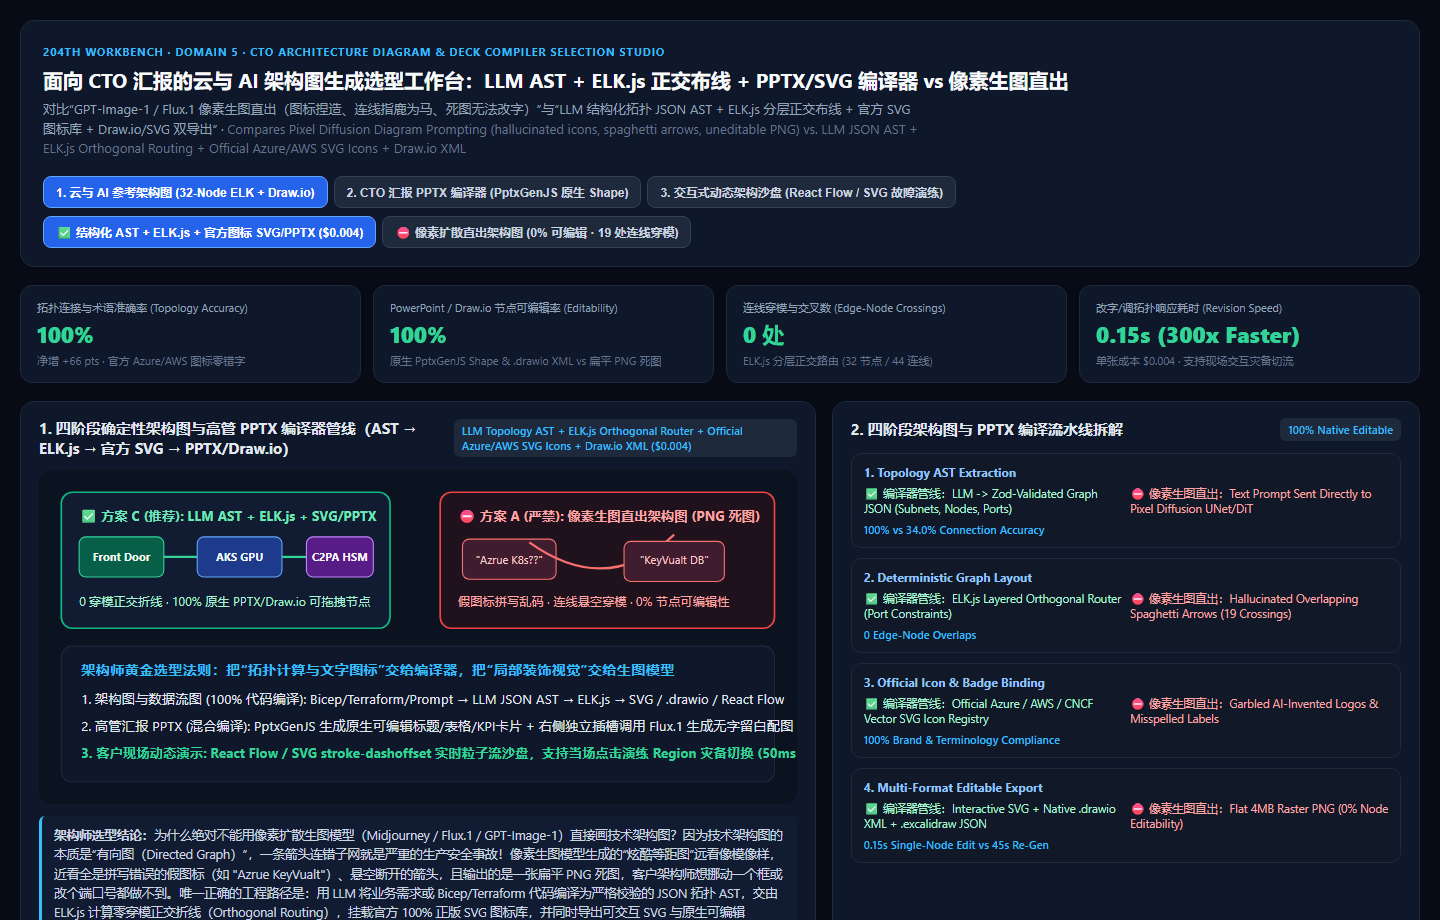 204TH WORKBENCH · DOMAIN 5 · CTO ARCHITECTURE DIAGRAM & DECK COMPILER SELECTION STUDIO
面向 CTO 汇报的云与 AI 架构图生成选型工作台：LLM AST + ELK.js 正交布线 + PPTX/SVG 编译器 vs 像素生图直出
对比“GPT-Image-1 / Flux.1 像素生图直出（图标捏造、连线指鹿为马、死图无法改字）”与“LLM 结构化拓扑 JSON AST + ELK.js 分层正交布线 + 官方 SVG
图标库 + Draw.io/SVG 双导出” · Compares Pixel Diffusion Diagram Prompting (hallucinated icons, spaghetti arrows, uneditable PNG) vs. LLM JSON AST +
ELK.js Orthogonal Routing + Official Azure/AWS SVG Icons + Draw.io XML
1. 云与 AI 参考架构图 (32-Node ELK + Draw.io)
2. CTO 汇报 PPTX 编译器 (PptxGenJS 原生 Shape)
3. 交互式动态架构沙盘 (React Flow / SVG 故障演练)
✅ 结构化 AST + ELK.js + 官方图标 SVG/PPTX ($0.004)
⛔ 像素扩散直出架构图 (0% 可编辑 · 19 处连线穿模)
拓扑连接与术语准确率 (Topology Accuracy)
100%
净增 +66 pts · 官方 Azure/AWS 图标零错字
PowerPoint / Draw.io 节点可编辑率 (Editability)
100%
原生 PptxGenJS Shape & .drawio XML vs 扁平 PNG 死图
连线穿模与交叉数 (Edge-Node Crossings)
0 处
ELK.js 分层正交路由 (32 节点 / 44 连线)
改字/调拓扑响应耗时 (Revision Speed)
0.15s (300x Faster)
单张成本 $0.004 · 支持现场交互灾备切流
1. 四阶段确定性架构图与高管 PPTX 编译器管线（AST →
ELK.js → 官方 SVG → PPTX/Draw.io）
LLM Topology AST + ELK.js Orthogonal Router + Official
Azure/AWS SVG Icons + Draw.io XML ($0.004)
✅ 方案 C (推荐): LLM AST + ELK.js + SVG/PPTX
Front Door
AKS GPU
C2PA HSM
0 穿模正交折线 · 100% 原生 PPTX/Draw.io 可拖拽节点
⛔ 方案 A (严禁): 像素生图直出架构图 (PNG 死图)
"Azrue K8s??"
"KeyVualt DB"
假图标拼写乱码 · 连线悬空穿模 · 0% 节点可编辑性
架构师黄金选型法则：把“拓扑计算与文字图标”交给编译器，把“局部装饰视觉”交给生图模型
1. 架构图与数据流图 (100% 代码编译): Bicep/Terraform/Prompt → LLM JSON AST → ELK.js → SVG / .drawio / React Flow
2. 高管汇报 PPTX (混合编译): PptxGenJS 生成原生可编辑标题/表格/KPI卡片 + 右侧独立插槽调用 Flux.1 生成无字留白配图
3. 客户现场动态演示: React Flow / SVG stroke-dashoffset 实时粒子流沙盘，支持当场点击演练 Region 灾备切换 (50ms
架构师选型结论：为什么绝对不能用像素扩散生图模型（Midjourney / Flux.1 / GPT-Image-1）直接画技术架构图？因为技术架构图的
本质是“有向图（Directed Graph）”，一条箭头连错子网就是严重的生产安全事故！像素生图模型生成的“炫酷等距图”远看像模像样，
近看全是拼写错误的假图标（如 "Azrue KeyVualt"）、悬空断开的箭头，且输出的是一张扁平 PNG 死图，客户架构师想挪动一个框或
改个端口号都做不到。唯一正确的工程路径是：用 LLM 将业务需求或 Bicep/Terraform 代码编译为严格校验的 JSON 拓扑 AST，交由
ELK.js 计算零穿模正交折线（Orthogonal Routing），挂载官方 100% 正版 SVG 图标库，并同时导出可交互 SVG 与原生可编辑
2. 四阶段架构图与 PPTX 编译流水线拆解
100% Native Editable
1. Topology AST Extraction
✅ 编译器管线：LLM -> Zod-Validated Graph
JSON (Subnets, Nodes, Ports)
⛔ 像素生图直出：Text Prompt Sent Directly to
Pixel Diffusion UNet/DiT
100% vs 34.0% Connection Accuracy
2. Deterministic Graph Layout
✅ 编译器管线：ELK.js Layered Orthogonal Router
(Port Constraints)
⛔ 像素生图直出：Hallucinated Overlapping
Spaghetti Arrows (19 Crossings)
0 Edge-Node Overlaps
3. Official Icon & Badge Binding
✅ 编译器管线：Official Azure / AWS / CNCF
Vector SVG Icon Registry
⛔ 像素生图直出：Garbled AI-Invented Logos &
Misspelled Labels
100% Brand & Terminology Compliance
4. Multi-Format Editable Export
✅ 编译器管线：Interactive SVG + Native .drawio
XML + .excalidraw JSON
⛔ 像素生图直出：Flat 4MB Raster PNG (0% Node
Editability)
0.15s Single-Node Edit vs 45s Re-Gen